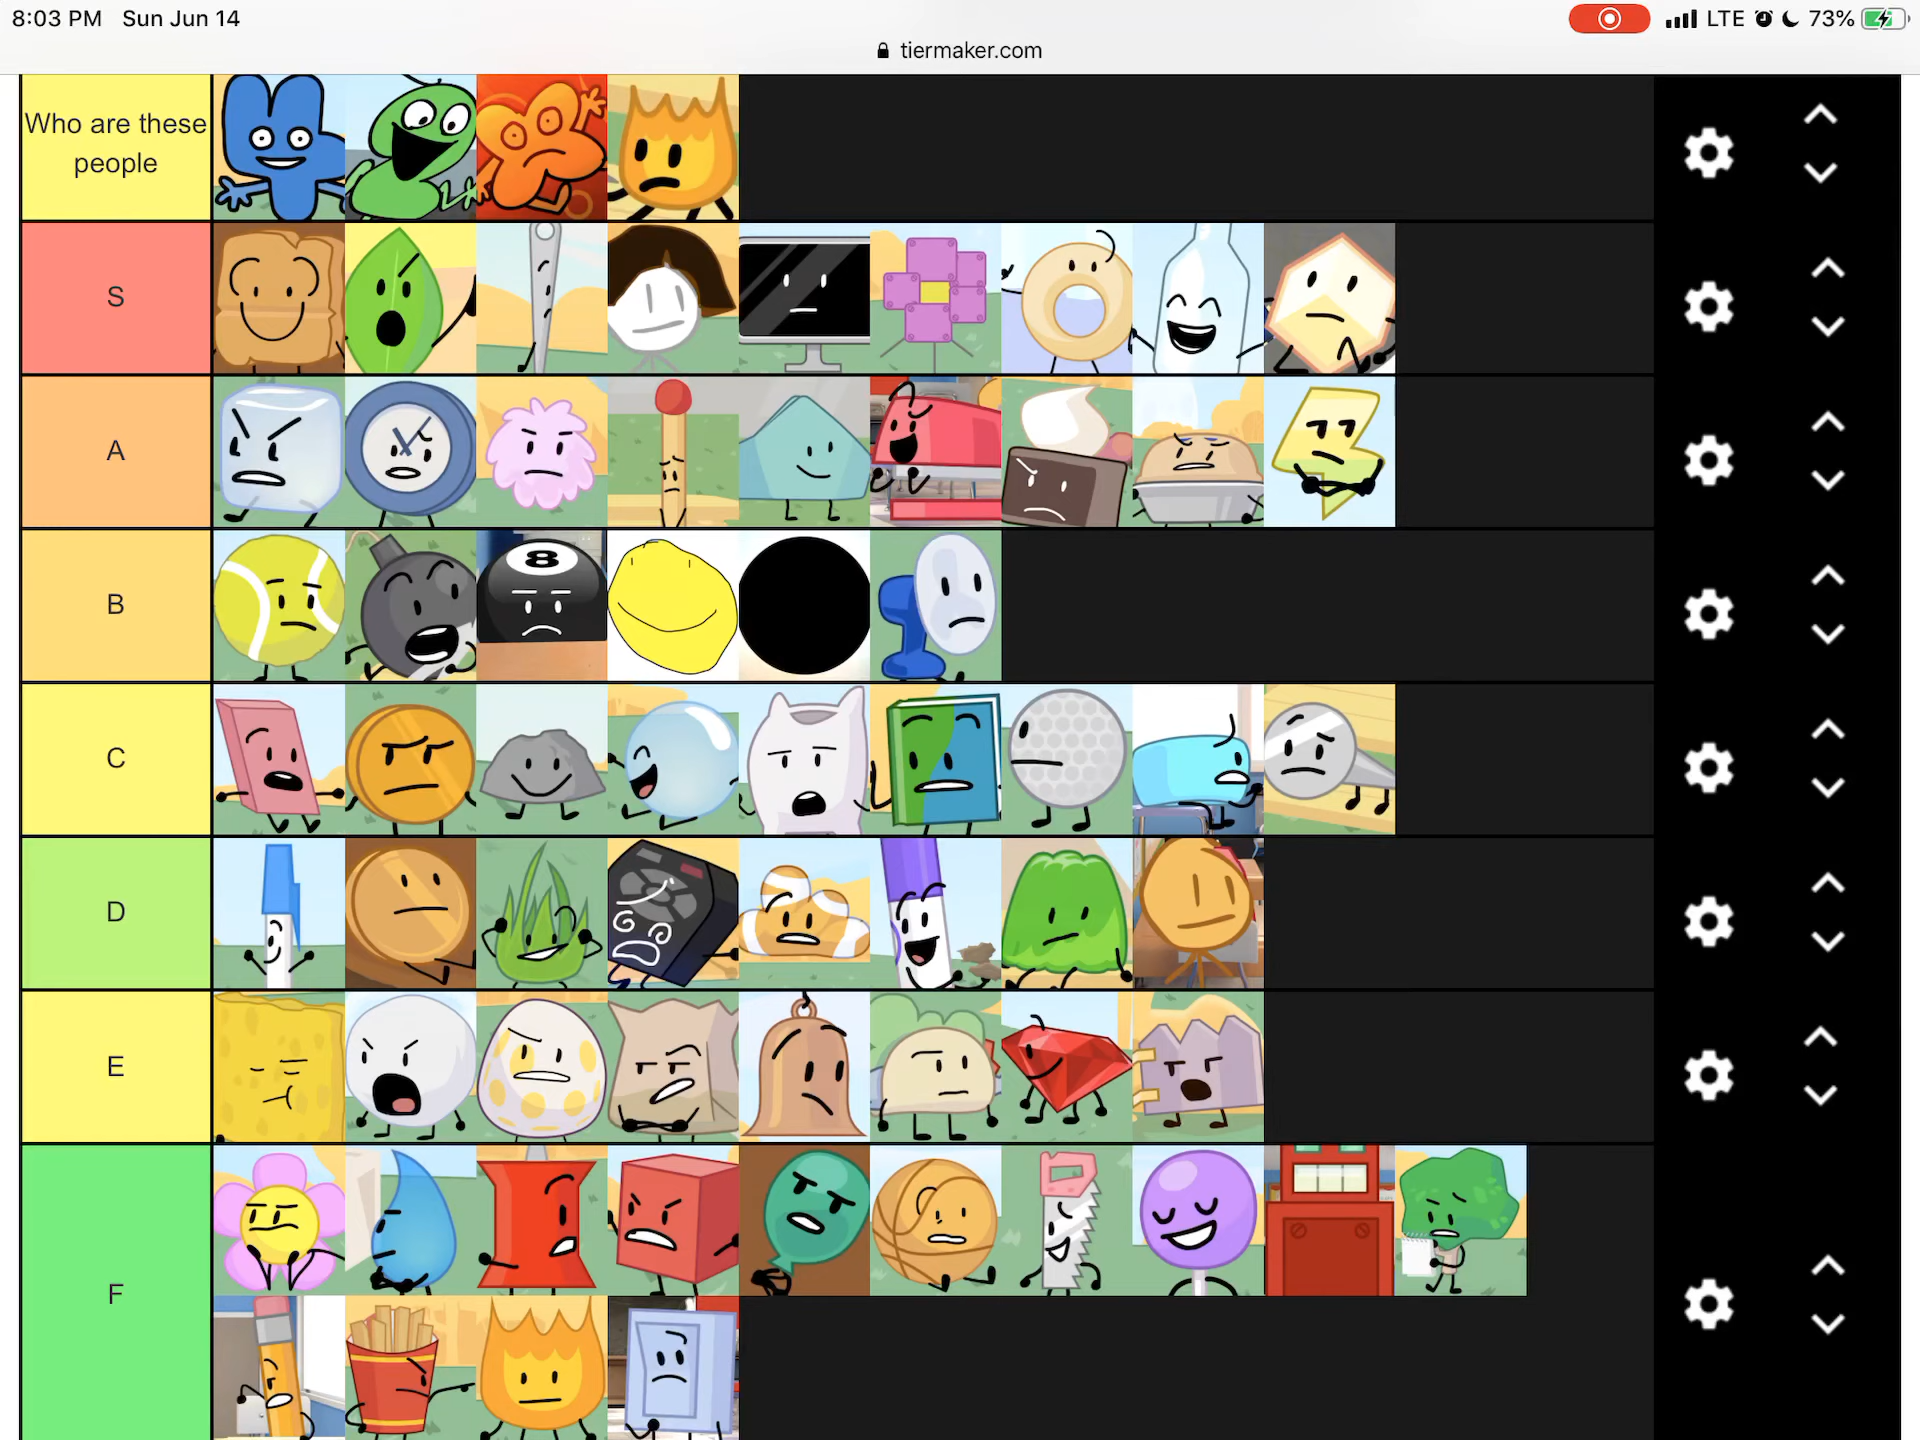 8:03 PM Sun Jun 14
LTE 73%
tiermaker.com
Who are these
people
S
A
B
8
C
D
E
F